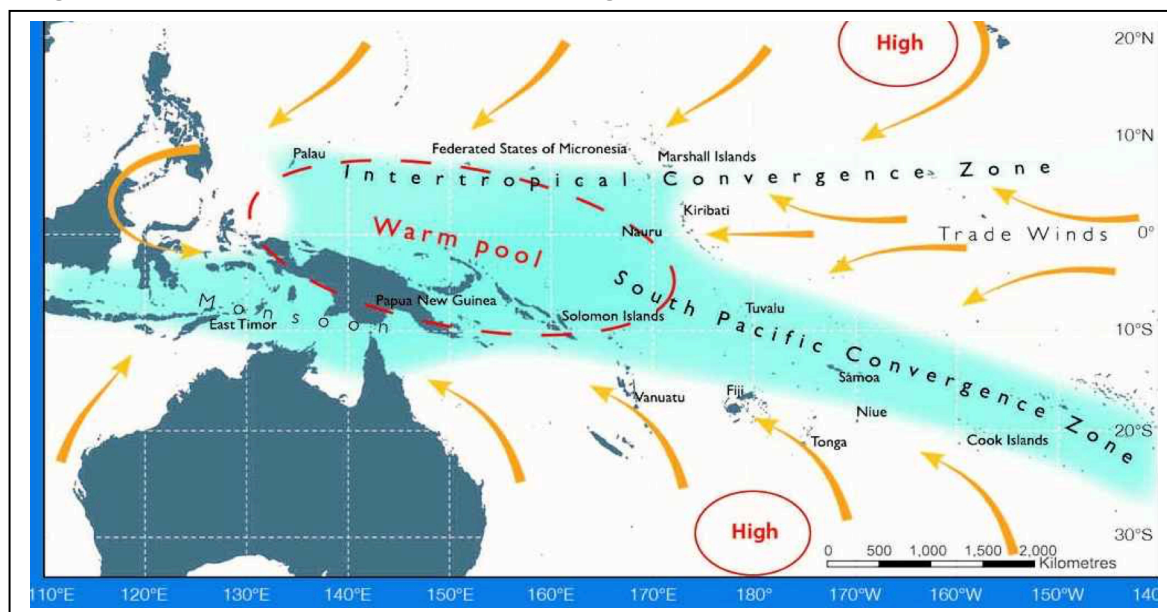 High
20°N
10°N
Palau
Federated States of Micronesia
Marshall Islands
Intertropical Convergence Zone
Kiribati
Warm pool
Nauru
Trade Winds
0°
Monsoon
Papua New Guinea
East Timor
Solomon Islands
Tuvalu
South Pacific Convergence Zone
10°S
Sāmoa
Vanuatu
Fiji
Niue
Tonga
Cook Islands
20°S
High
30°S
0 500 1,000 1,500 2,000
Kilometres
110°E 120°E 130°E 140°E 150°E 160°E 170°E 180° 170°W 160°W 150°W 140